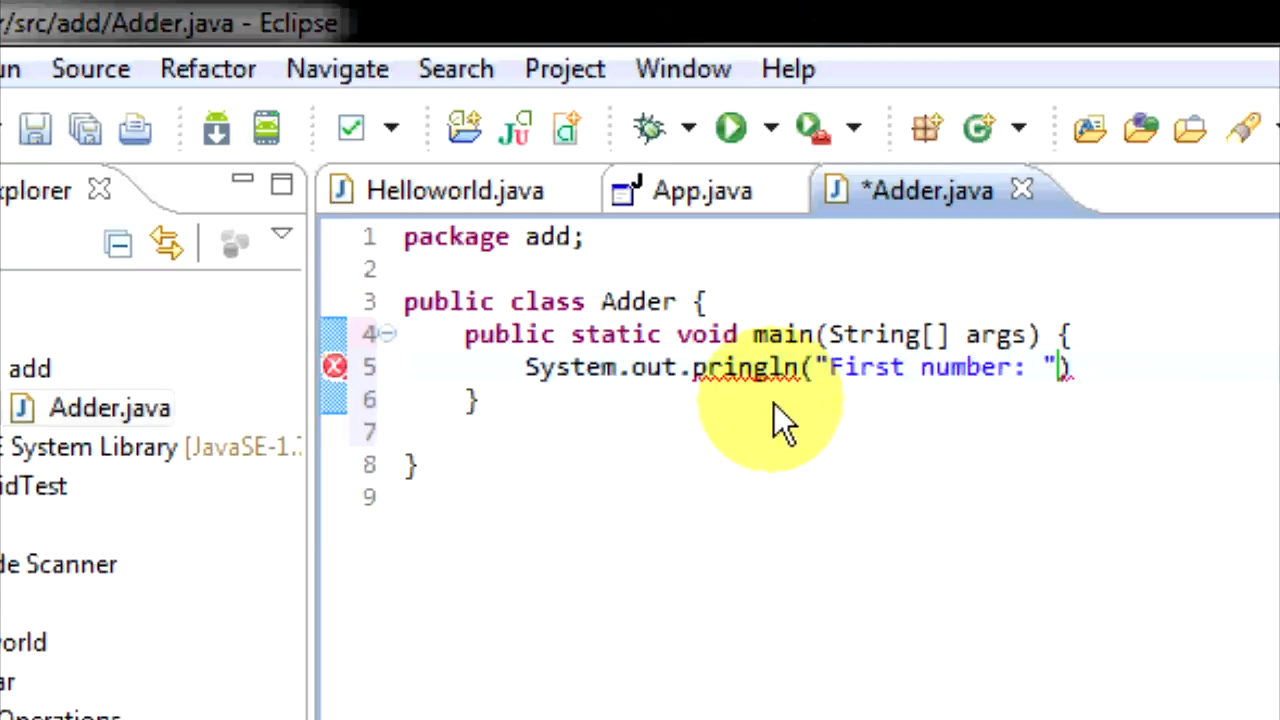 r/src/add/Adder.java - Eclipse
un Source Refactor Navigate Search Project Window Help
xplorer
Helloworld.java App.java *Adder.java
1 package add;
2
3 public class Adder {
4 public static void main(String[] args) {
5 System.out.pringln("First number: ")
6 }
7
8 }
9
add
Adder.java
E System Library [JavaSE-1.
idTest
de Scanner
orld
ar
Operations